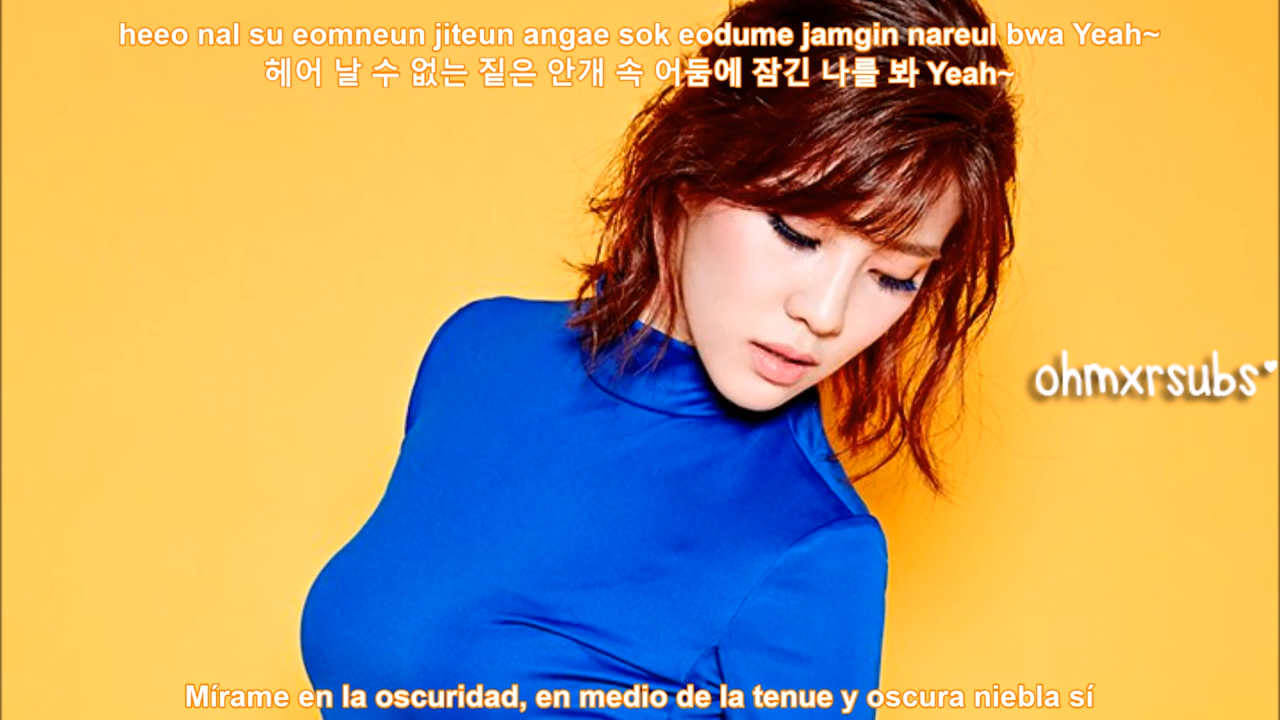 heeo nal su eomneun jiteun angae sok eodume jamgin nareul bwa Yeah~
헤어 날 수 없는 짙은 안개 속 어둠에 잠긴 나를 봐 Yeah~
ohmxrsubs
Mírame en la oscuridad, en medio de la tenue y oscura niebla sí